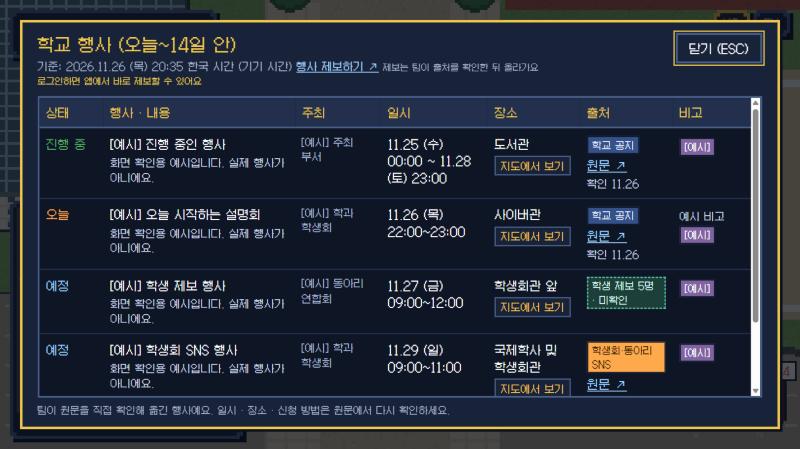 학교 행사 (오늘~14일 안)
닫기 (ESC)
기준: 2026.11.26 (목) 20:35 한국 시간 (기기 시간) 행사 제보하기 ↗ 제보는 팀이 출처를 확인한 뒤 올라가요
로그인하면 앱에서 바로 제보할 수 있어요
상태 행사 · 내용 주최 일시 장소 출처 비고
진행 중
[예시] 진행 중인 행사
화면 확인용 예시입니다. 실제 행사가
아니에요.
[예시] 주최
부서
11.25 (수)
00:00 ~ 11.28
(토) 23:00
도서관
지도에서 보기
학교 공지
원문 ↗
확인 11.26
[예시]
오늘
[예시] 오늘 시작하는 설명회
화면 확인용 예시입니다. 실제 행사가
아니에요.
[예시] 학과
학생회
11.26 (목)
22:00~23:00
사이버관
지도에서 보기
학교 공지
원문 ↗
확인 11.26
예시 비고
[예시]
예정
[예시] 학생 제보 행사
화면 확인용 예시입니다. 실제 행사가
아니에요.
[예시] 동아리
연합회
11.27 (금)
09:00~12:00
학생회관 앞
지도에서 보기
학생 제보 5명
· 미확인
[예시]
예정
[예시] 학생회 SNS 행사
화면 확인용 예시입니다. 실제 행사가
아니에요.
[예시] 학과
학생회
11.29 (일)
09:00~11:00
국제학사 및
학생회관
지도에서 보기
학생회·동아리
SNS
원문 ↗
[예시]
4
팀이 원문을 직접 확인해 옮긴 행사예요. 일시 · 장소 · 신청 방법은 원문에서 다시 확인하세요.